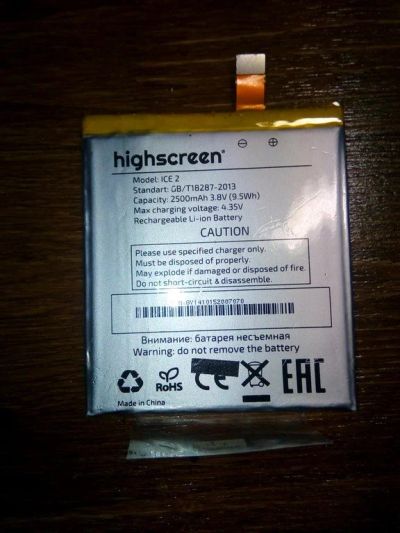 highscreen®
Model: ICE 2
Standart: GB/T18287-2013
Capacity: 2500mAh 3.8V (9.5Wh)
Max charging voltage: 4.35V
Rechargeable Li-ion Battery
CAUTION
Please use specified charger only.
Must be disposed of properly.
May explode if damaged or disposed of fire.
Do not short-circuit & disassemble.
Внимание: батарея несъемная
Warning: do not remove the battery
RoHS CE EAC
Made in China